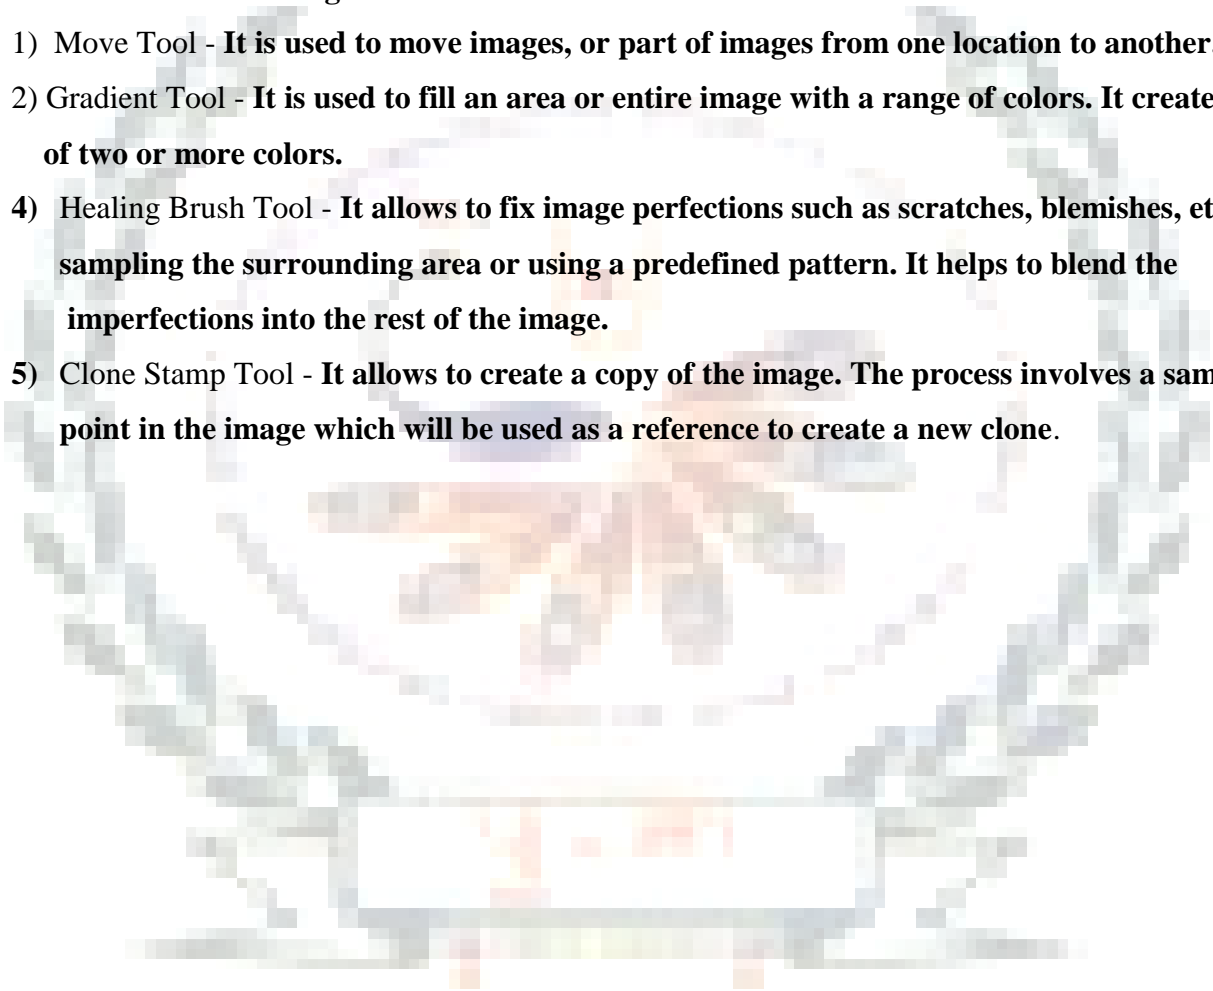 1) Move Tool - It is used to move images, or part of images from one location to another.
2) Gradient Tool - It is used to fill an area or entire image with a range of colors. It create
of two or more colors.
4) Healing Brush Tool - It allows to fix image perfections such as scratches, blemishes,
sampling the surrounding area or using a predefined pattern. It helps to blend the
imperfections into the rest of the image.
5) Clone Stamp Tool - It allows to create a copy of the image. The process involves a
point in the image which will be used as a reference to create a new clone.